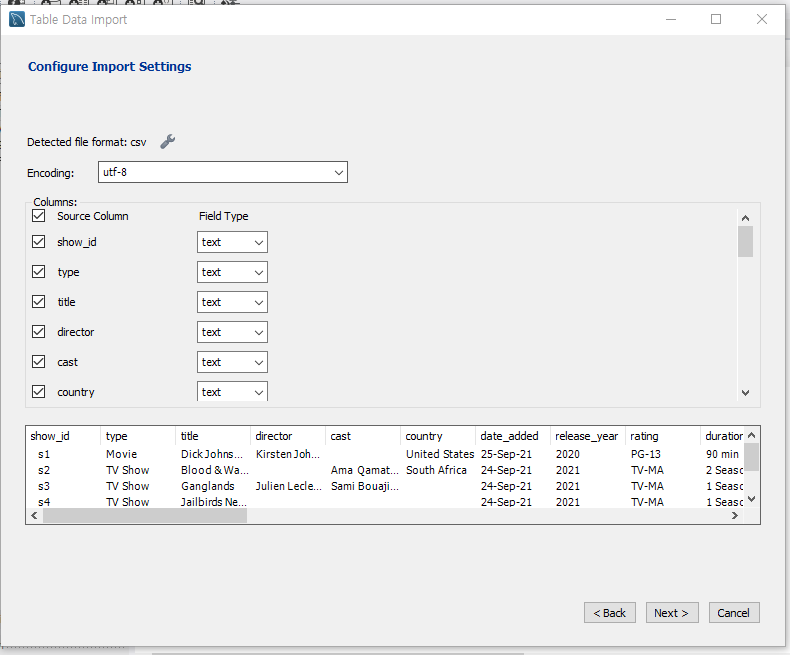 Table Data Import
Configure Import Settings
Detected file format: csv
Encoding: utf-8
Columns:
Source Column Field Type
show_id text
type text
title text
director text
cast text
country text
show_id type title director cast country date_added release_year rating duration
s1 Movie Dick Johns... Kirsten Joh... United States 25-Sep-21 2020 PG-13 90 min
s2 TV Show Blood & Wa... Ama Qamat... South Africa 24-Sep-21 2021 TV-MA 2 Seasc
s3 TV Show Ganglands Julien Lecle... Sami Bouaji... 24-Sep-21 2021 TV-MA 1 Seasc
s4 TV Show Jailbirds Ne... 24-Sep-21 2021 TV-MA 1 Seasc
< Back Next > Cancel